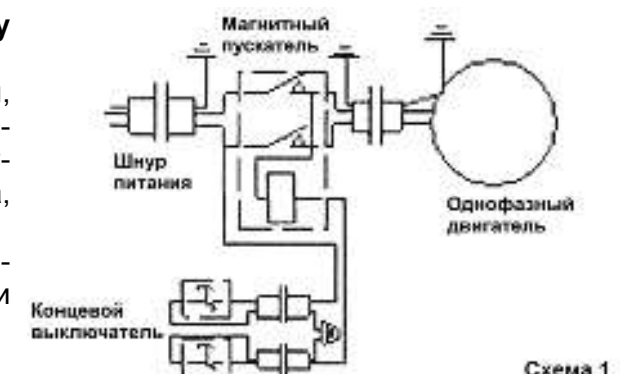 у
Магнитный
пускатель
Шнур
питания
Однофазный
двигатель
Концевой
выключатель
Схема 1